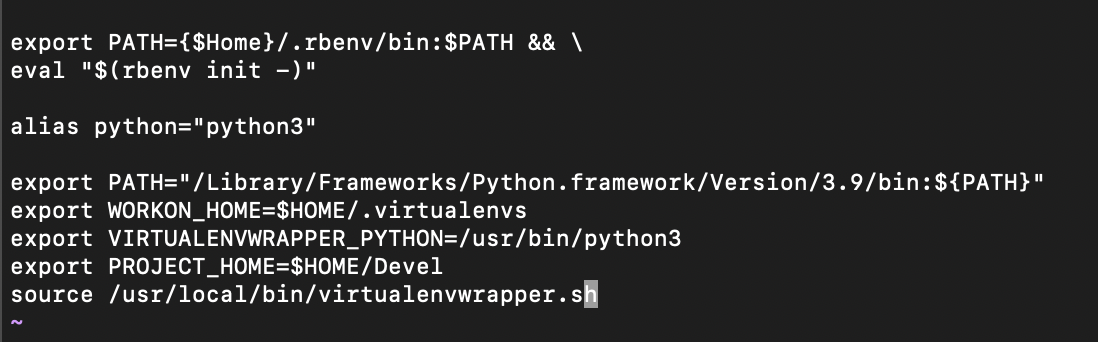 export PATH={$Home}/.rbenv/bin:$PATH && \
eval "$(rbenv init -)"
alias python="python3"
export PATH="/Library/Frameworks/Python.framework/Version/3.9/bin:${PATH}"
export WORKON_HOME=$HOME/.virtualenvs
export VIRTUALENVWRAPPER_PYTHON=/usr/bin/python3
export PROJECT_HOME=$HOME/Devel
source /usr/local/bin/virtualenvwrapper.sh
~